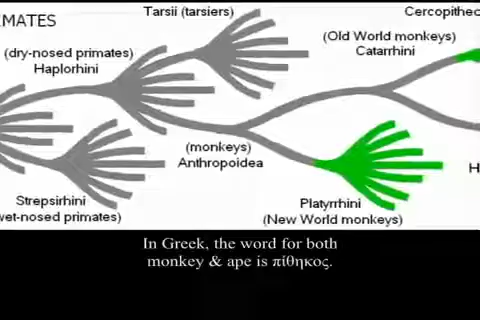 EMATES
Tarsii (tarsiers)
Cercopithec
(dry-nosed primates)
Haplorhini
(Old World monkeys)
Catarrhini
(monkeys)
Anthropoidea
Strepsirhini
wet-nosed primates)
Platyrrhini
(New World monkeys)
H
In Greek, the word for both
monkey & ape is πίθηκος.